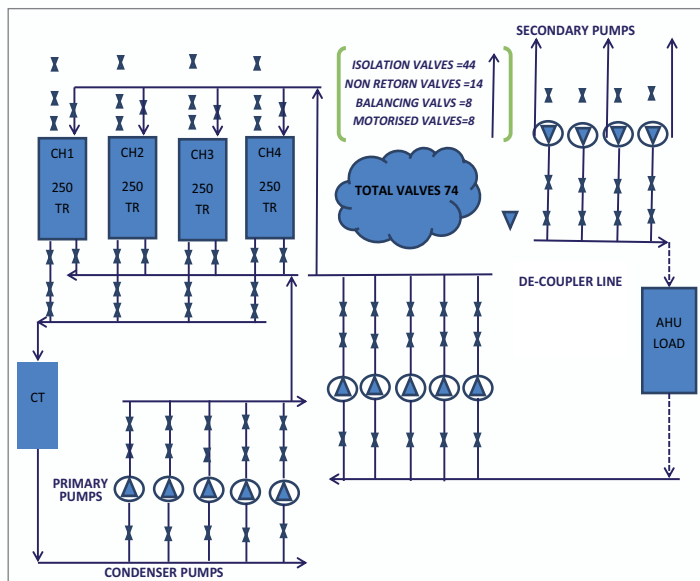 SECONDARY PUMPS
ISOLATION VALVES =44
NON RETORN VALVES =14
BALANCING VALVS =8
MOTORISED VALVES=8
CH1
250
TR
CH2
250
TR
CH3
250
TR
CH4
250
TR
TOTAL VALVES 74
DE-COUPLER LINE
AHU
LOAD
CT
PRIMARY
PUMPS
CONDENSER PUMPS